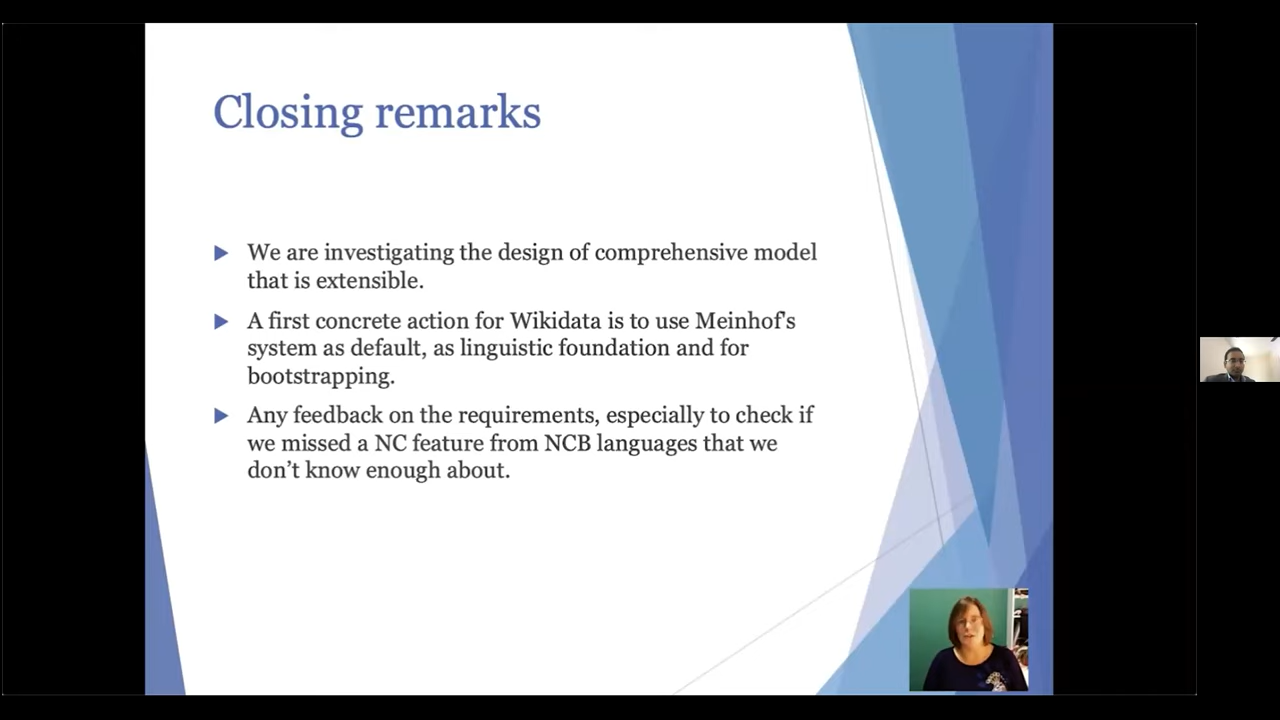 Closing remarks
We are investigating the design of comprehensive model
that is extensible.
A first concrete action for Wikidata is to use Meinhof's
system as default, as linguistic foundation and for
bootstrapping.
Any feedback on the requirements, especially to check if
we missed a NC feature from NCB languages that we
don’t know enough about.